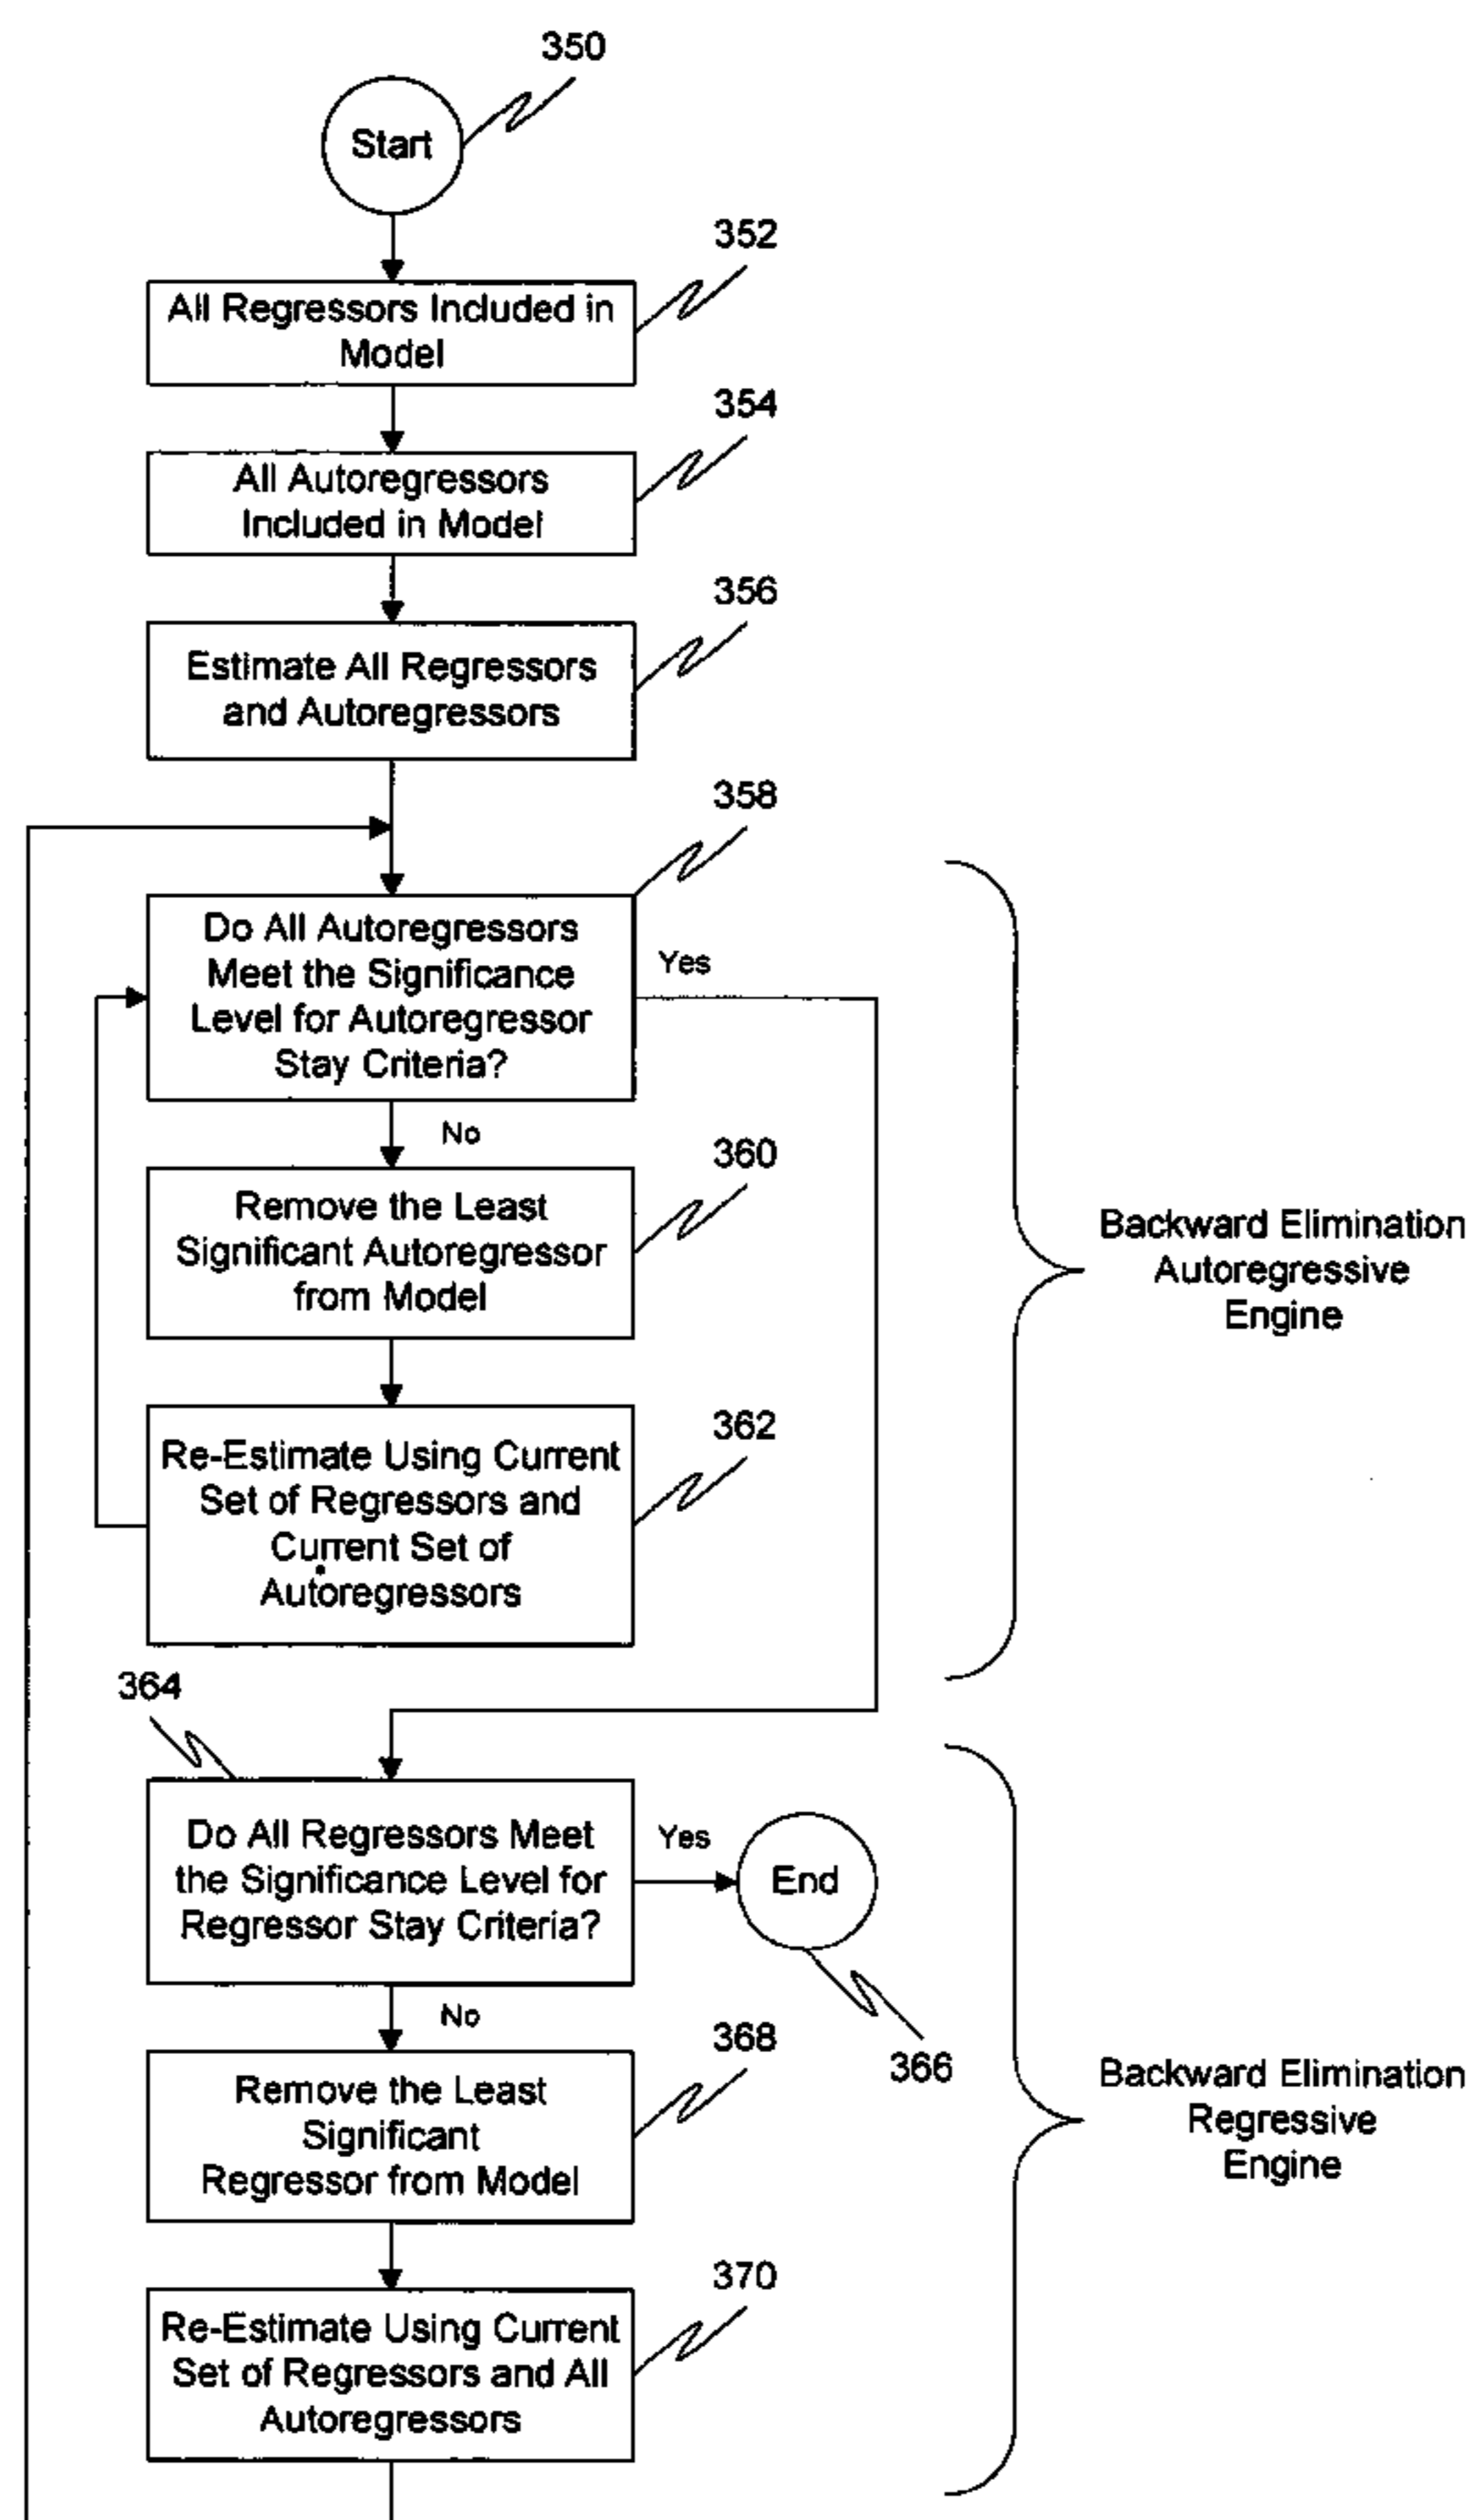 350
Start
352
All Regressors Included in
Model
354
All Autoregressors
Included in Model
356
Estimate All Regressors
and Autoregressors
358
Do All Autoregressors
Meet the Significance
Level for Autoregressor
Stay Criteria?
Yes
No
360
Remove the Least
Significant Autoregressor
from Model
Backward Elimination
Autoregressive
Engine
362
Re-Estimate Using Current
Set of Regressors and
Current Set of
Autoregressors
364
Do All Regressors Meet
the Significance Level for
Regressor Stay Criteria?
Yes
End
366
No
368
Remove the Least
Significant
Regressor from Model
Backward Elimination
Regressive
Engine
370
Re-Estimate Using Current
Set of Regressors and All
Autoregressors